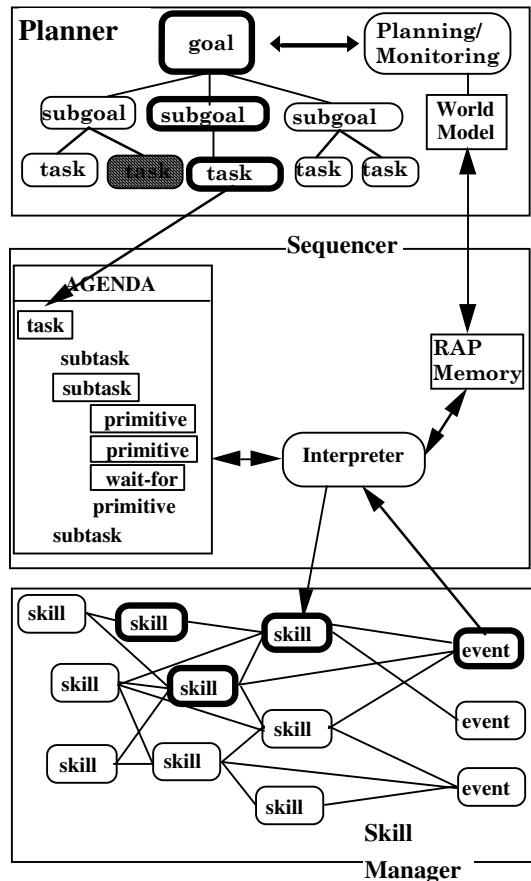 Planner
goal
Planning/
Monitoring
subgoal
subgoal
subgoal
World
Model
task
task
task
task
task
Sequencer
AGENDA
task
subtask
subtask
primitive
primitive
wait-for
primitive
subtask
RAP
Memory
Interpreter
skill
skill
skill
event
skill
skill
skill
event
skill
skill
skill
event
Skill
Manager